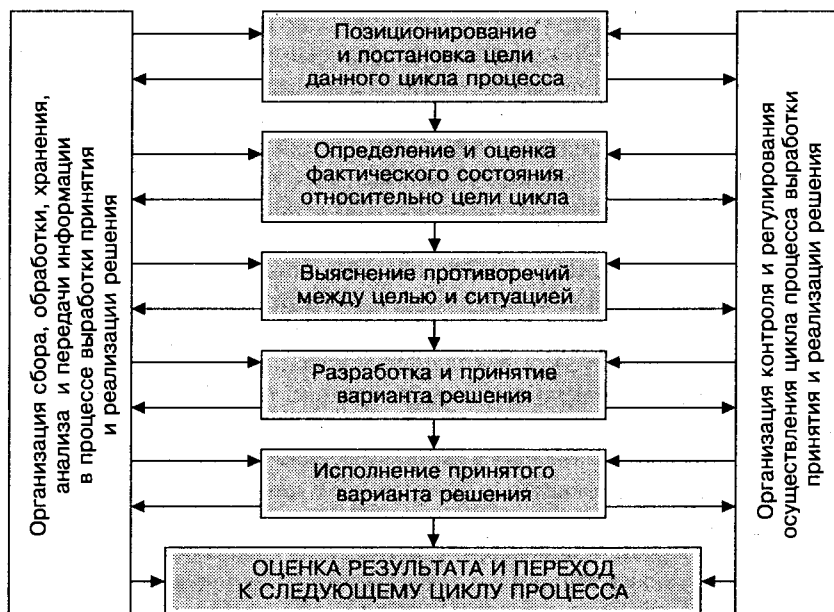 Организация сбора, обработки, хранения,
анализа и передачи информации
в процессе выработки принятия
и реализации решения
Позиционирование
и постановка цели
данного цикла процесса
Определение и оценка
фактического состояния
относительно цели цикла
Выяснение противоречий
между целью и ситуацией
Разработка и принятие
варианта решения
Исполнение принятого
варианта решения
ОЦЕНКА РЕЗУЛЬТАТА И ПЕРЕХОД
К СЛЕДУЮЩЕМУ ЦИКЛУ ПРОЦЕССА
Организация контроля и регулирования
осуществления цикла процесса выработки
принятия и реализации решения